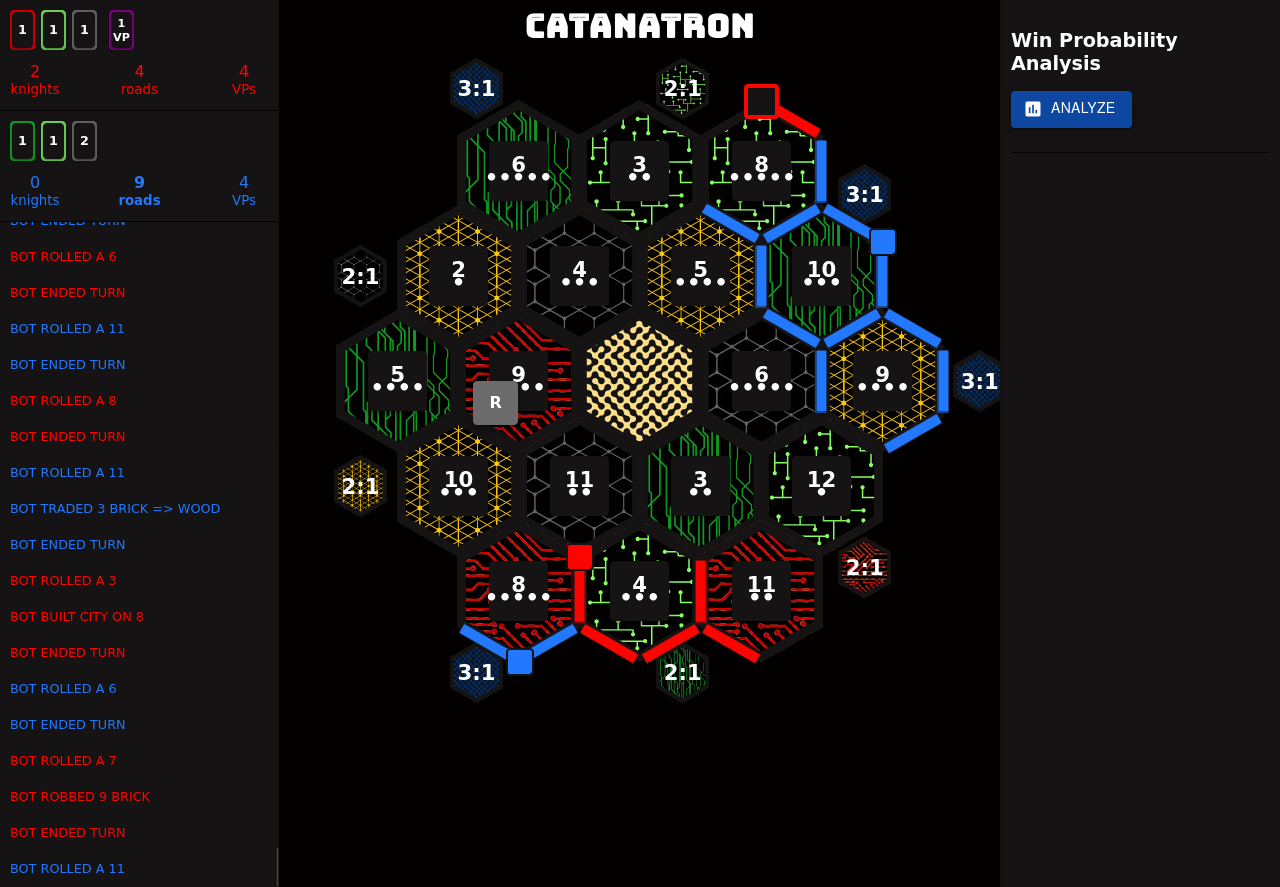 1 1 1 1 VP
2 4 4
knights roads VPs
1 1 2
0 9 4
knights roads VPs
BOT ENDED TURN
BOT ROLLED A 6
BOT ENDED TURN
BOT ROLLED A 11
BOT ENDED TURN
BOT ROLLED A 8
BOT ENDED TURN
BOT ROLLED A 11
BOT TRADED 3 BRICK => WOOD
BOT ENDED TURN
BOT ROLLED A 3
BOT BUILT CITY ON 8
BOT ENDED TURN
BOT ROLLED A 6
BOT ENDED TURN
BOT ROLLED A 7
BOT ROBBED 9 BRICK
BOT ENDED TURN
BOT ROLLED A 11
CATANATRON
3:1 2:1
6 3 8
3:1
2:1 2 4 5 10
5 9 6 9 3:1
R
2:1 10 11 3 12
8 4 11 2:1
3:1 2:1
Win Probability
Analysis
ANALYZE